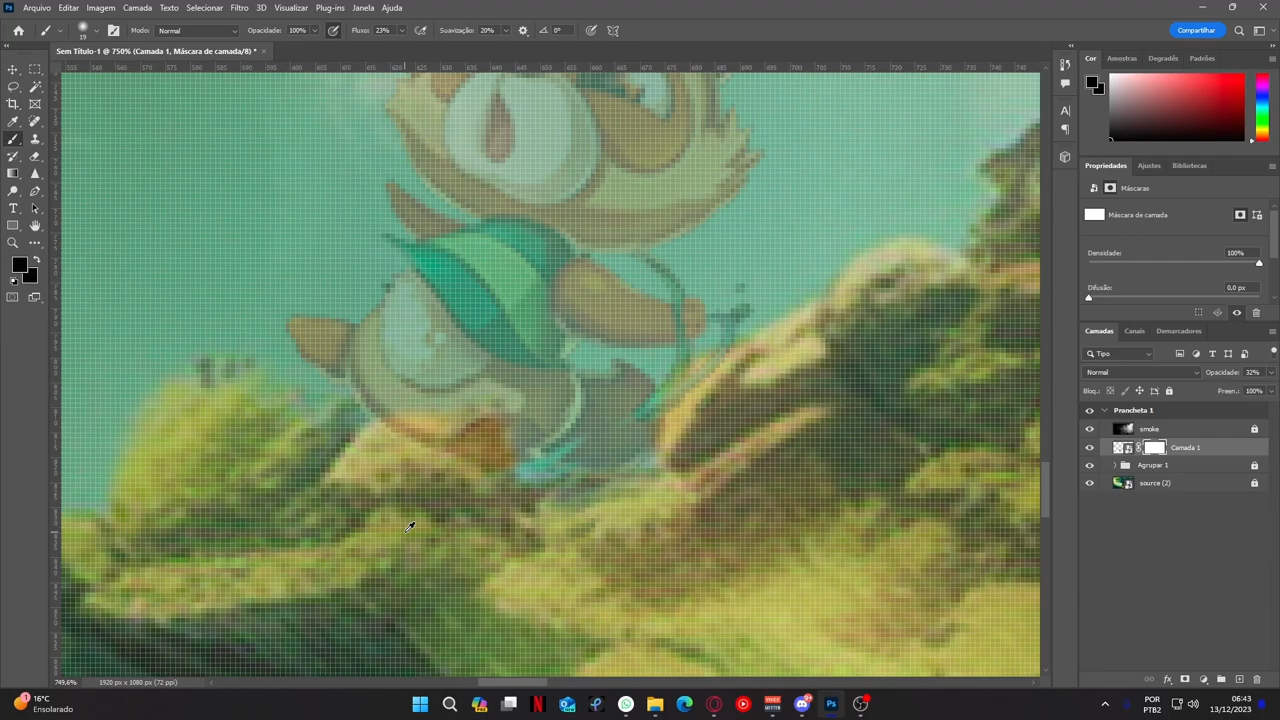 Arquivo Editar Imagem Camada Texto Selecionar Filtro 3D Visualizar Plug-ins Janela Ajuda
19 Modo: Normal Opacidade: 100% Fluxo: 23% Suavização: 20% 0° Compartilhar
Sem Título-1 @ 750% (Camada 1, Máscara de camada/8) * ×
Cor Amostras Degradês Padrões
Propriedades Ajustes Bibliotecas
Máscaras
Máscara de camada
Densidade: 100%
Difusão: 0,0 px
Camadas Canais Demarcadores
Tipo
Normal Opacidade: 32%
Bloq.: Preen.: 100%
Prancheta 1
smoke
Camada 1
Agrupar 1
source (2)
749,6% 1920 px x 1080 px (72 ppi)
16°C
Ensolarado
POR
PTB2
06:43
13/12/2023